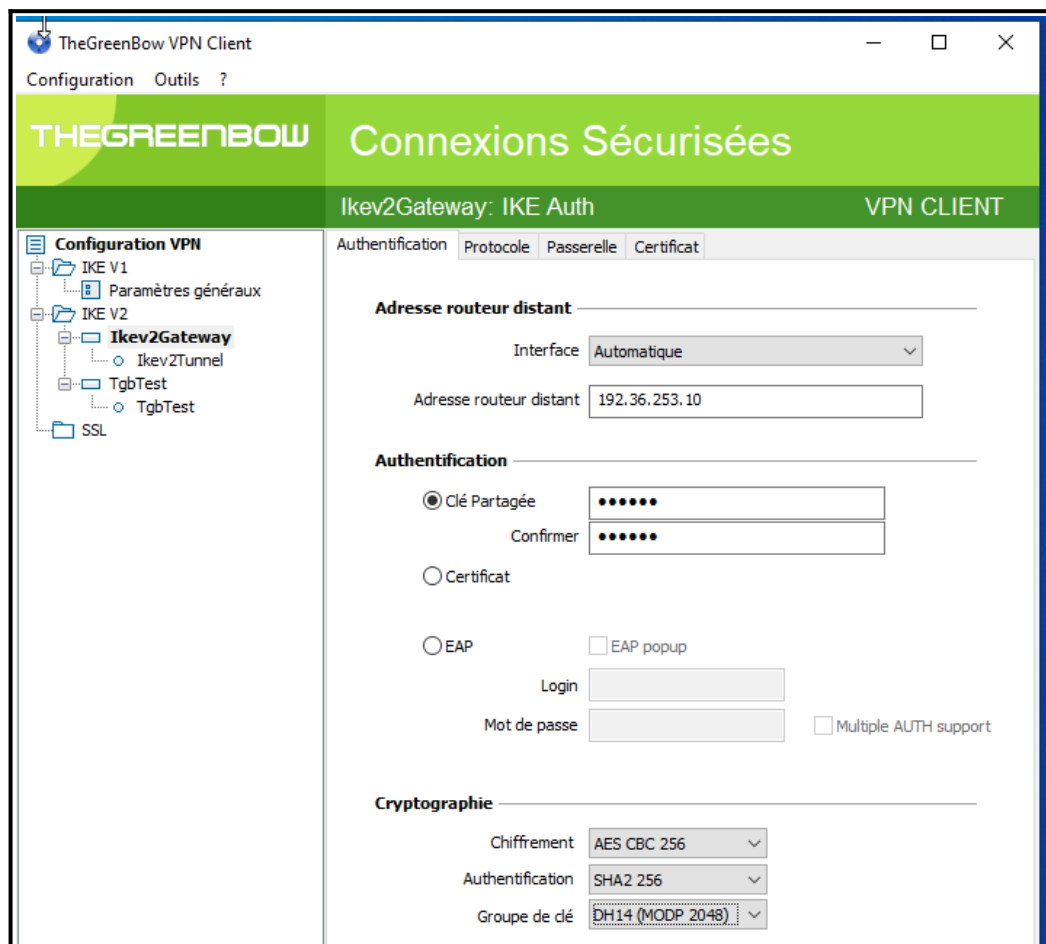 TheGreenBow VPN Client
Configuration Outils ?
THEGREENBOW
Connexions Sécurisées
Ikev2Gateway: IKE Auth VPN CLIENT
Configuration VPN
IKE V1
Paramètres généraux
IKE V2
Ikev2Gateway
Ikev2Tunnel
TgbTest
TgbTest
SSL
Authentification Protocole Passerelle Certificat
Adresse routeur distant
Interface Automatique
Adresse routeur distant 192.36.253.10
Authentification
Clé Partagée ••••••
Confirmer ••••••
Certificat
EAP EAP popup
Login
Mot de passe Multiple AUTH support
Cryptographie
Chiffrement AES CBC 256
Authentification SHA2 256
Groupe de clé DH14 (MODP 2048)